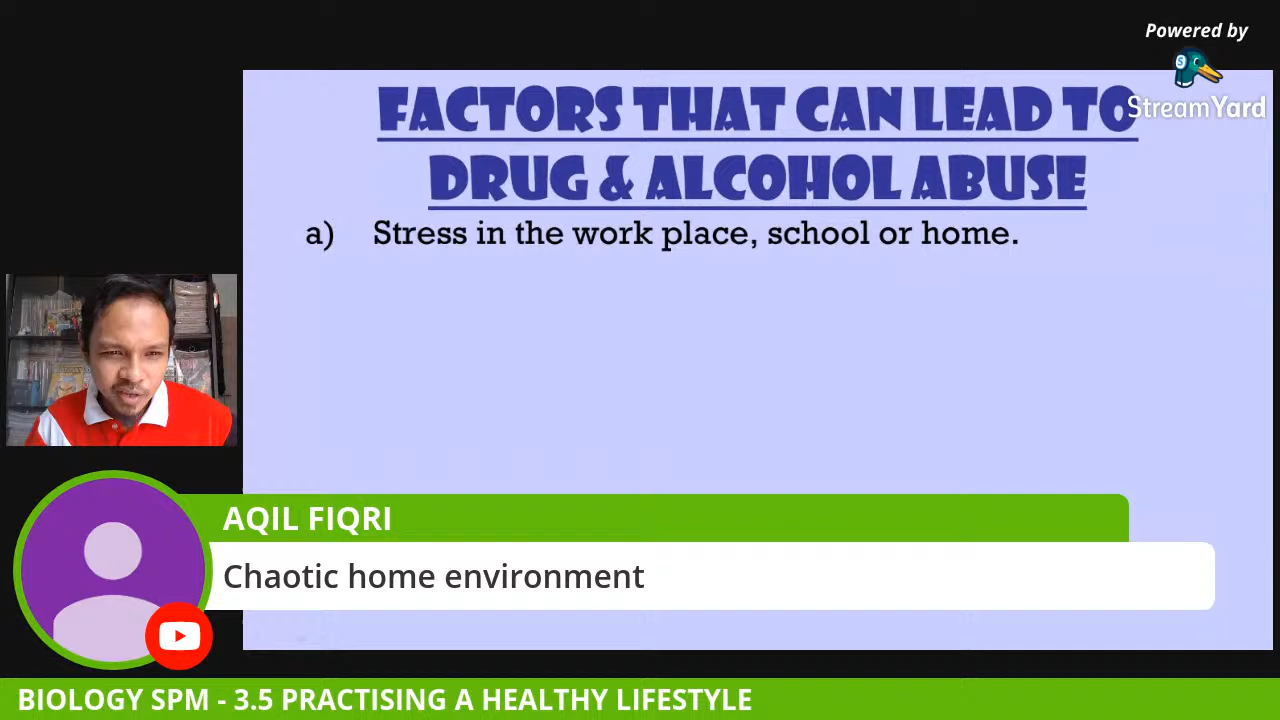 Powered by
StreamYard
FACTORS THAT CAN LEAD TO
DRUG & ALCOHOL ABUSE
a) Stress in the work place, school or home.
AQIL FIQRI
Chaotic home environment
BIOLOGY SPM - 3.5 PRACTISING A HEALTHY LIFESTYLE